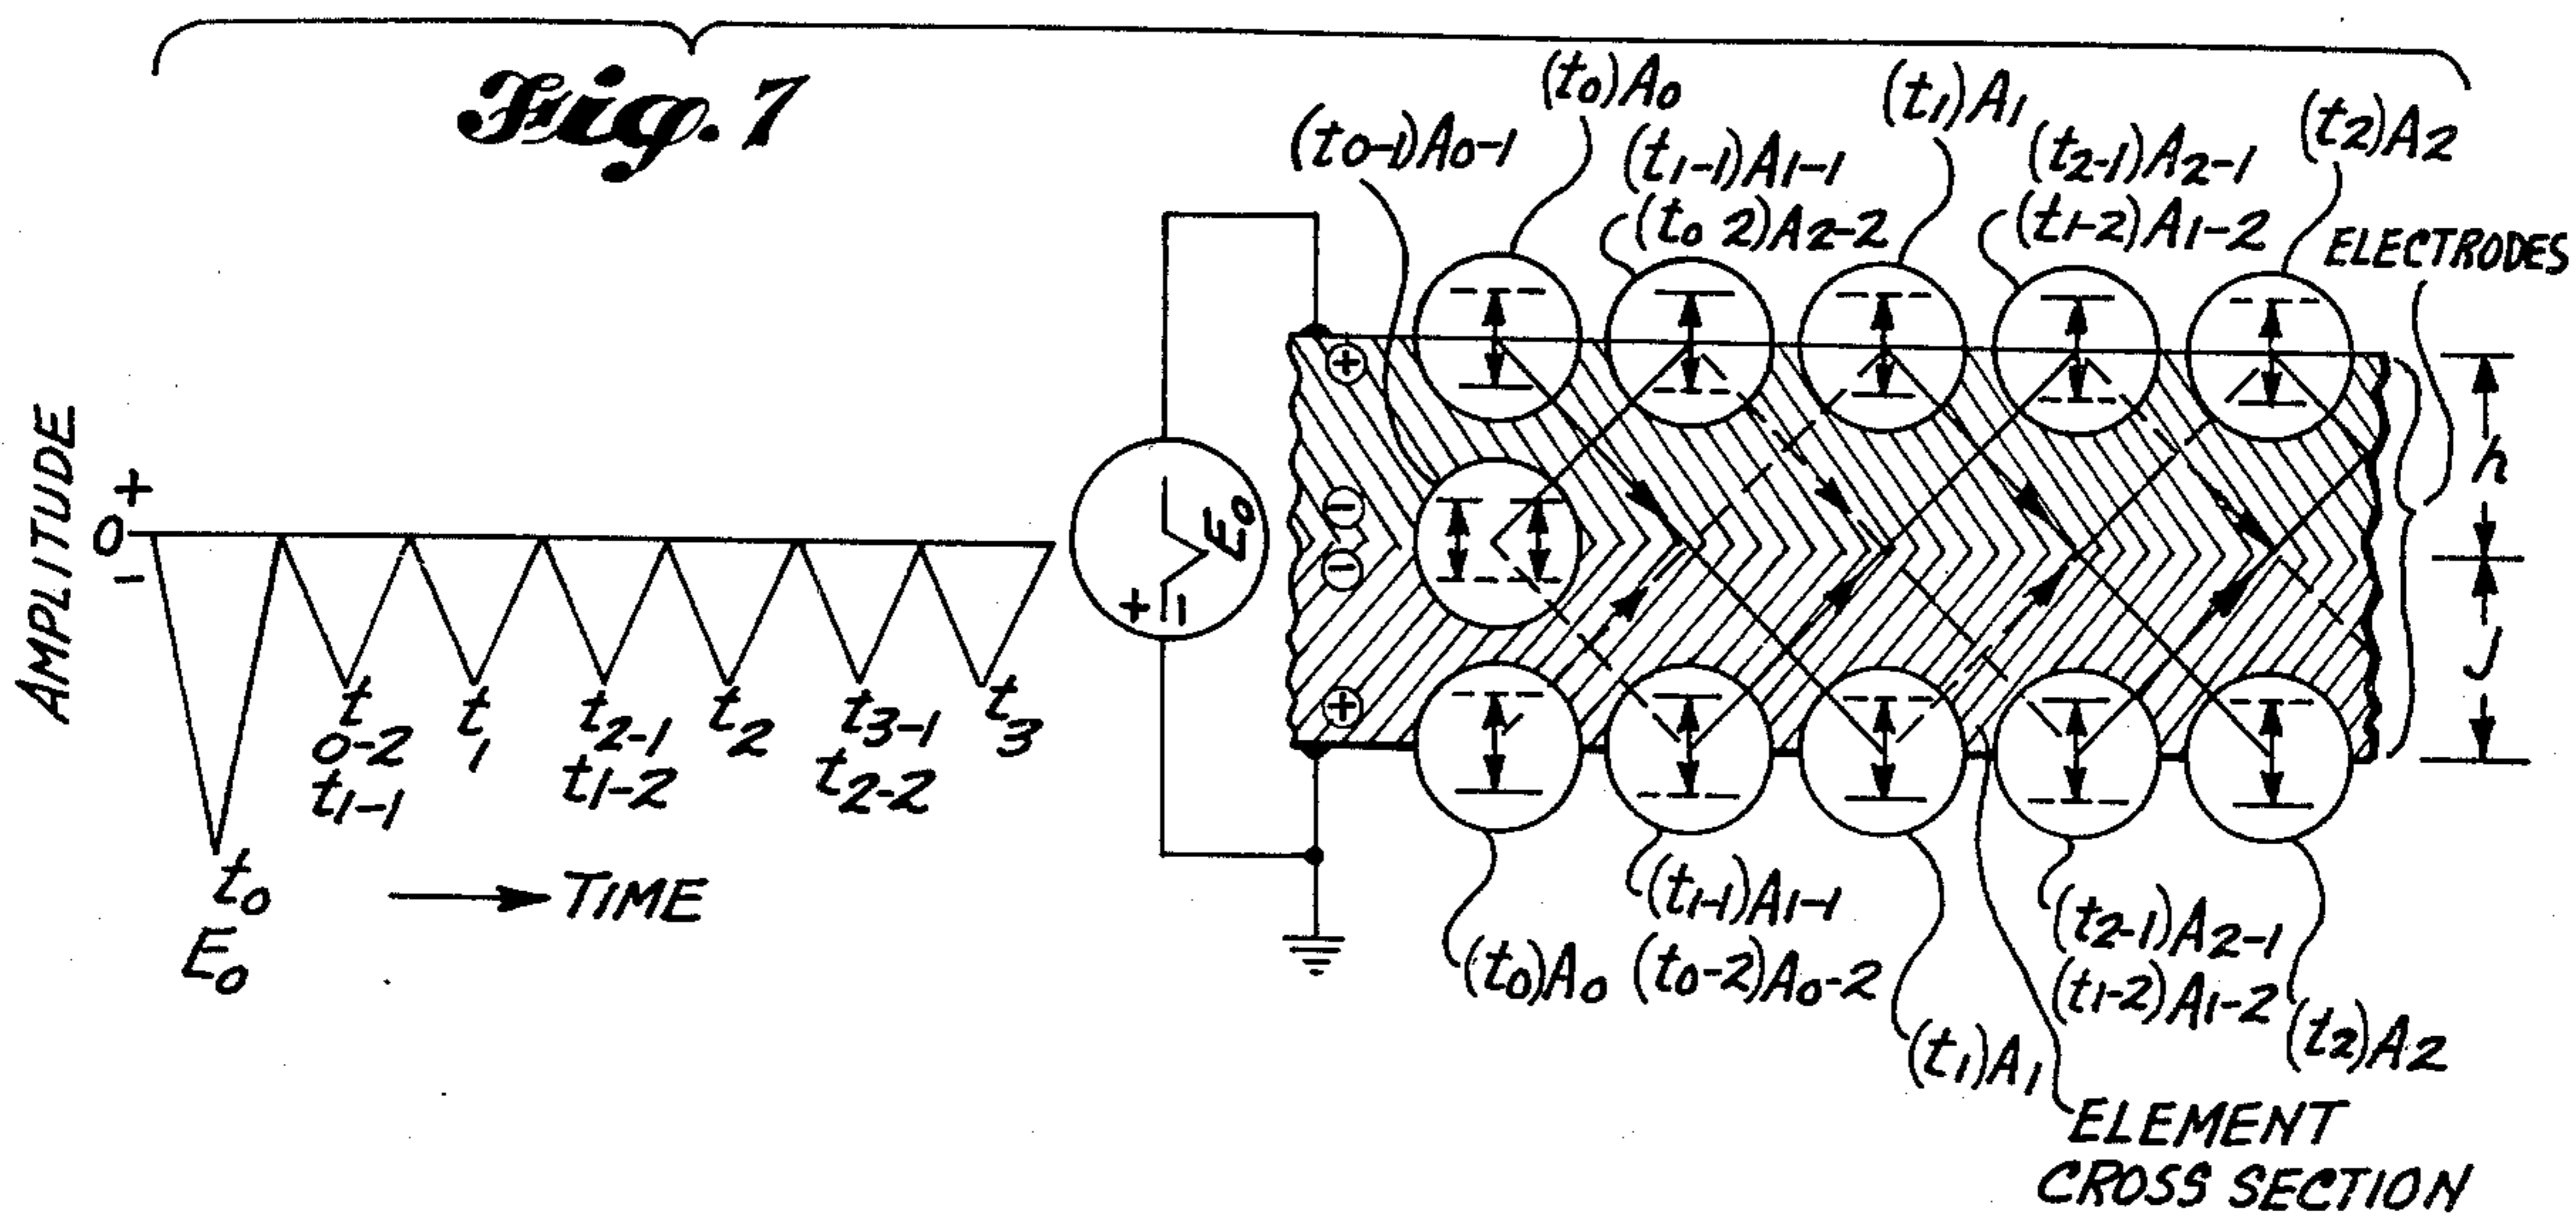 Fig. 7
(t0-1)A0-1
(t0)A0
(t1-1)A1-1
(t0 2)A2-2
(t1)A1
(t2-1)A2-1
(t1-2)A1-2
(t2)A2
ELECTRODES
AMPLITUDE
+
0
-
t0
E0
t
0-2
t1-1
t1
t2-1
t1-2
t2
t3-1
t2-2
t3
TIME
E0
+
-
+
-
-
+
h
J
(t0)A0
(t1-1)A1-1
(t0-2)A0-2
(t1)A1
(t2-1)A2-1
(t1-2)A1-2
(t2)A2
ELEMENT
CROSS SECTION